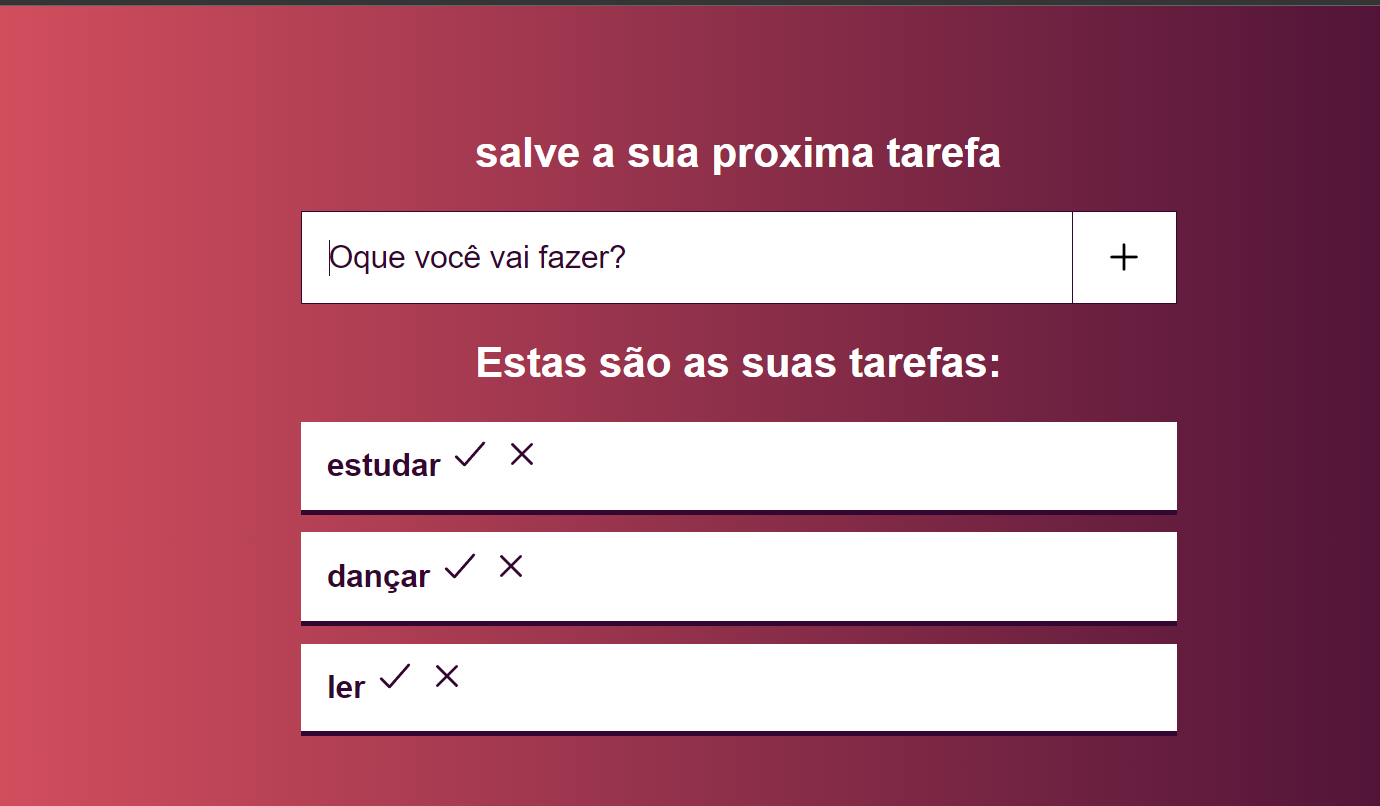 salve a sua proxima tarefa
Oque você vai fazer?
Estas são as suas tarefas:
estudar
dançar
ler